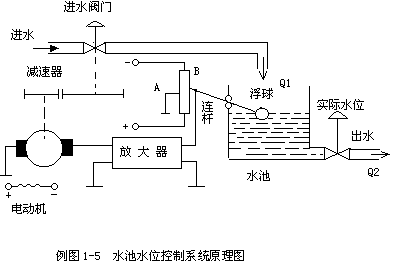 进水阀门
进水
减速器
− B
A
+
连杆
浮球
Q1
实际水位
出水
Q2
放大器
水池
+ −
电动机
例图1-5 水池水位控制系统原理图